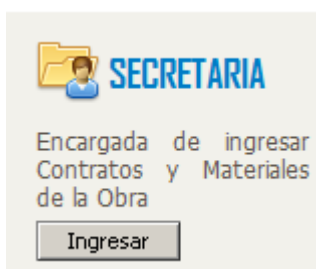 SECRETARIA
Encargada de ingresar
Contratos y Materiales
de la Obra
Ingresar